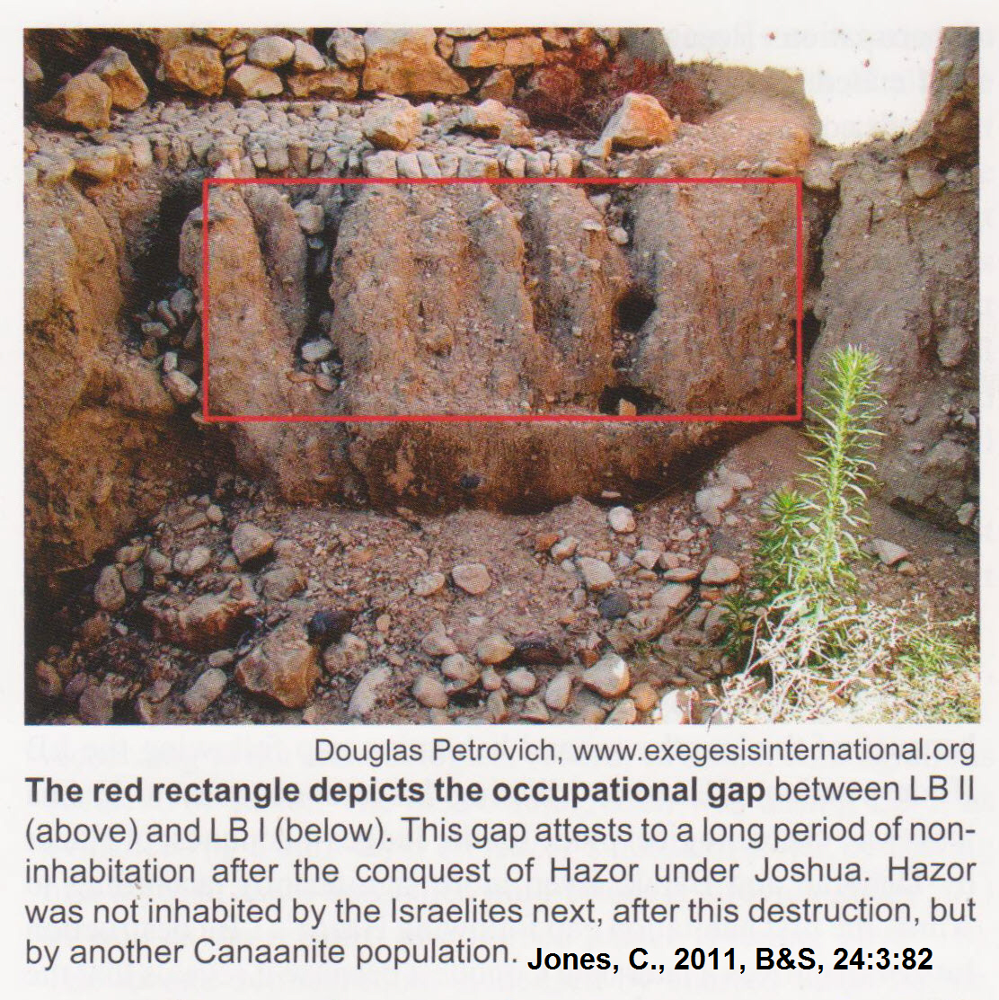 Douglas Petrovich, www.exegesisinternational.org
The red rectangle depicts the occupational gap between LB II
(above) and LB I (below). This gap attests to a long period of non-
inhabitation after the conquest of Hazor under Joshua. Hazor
was not inhabited by the Israelites next, after this destruction, but
by another Canaanite population. Jones, C., 2011, B&S, 24:3:82